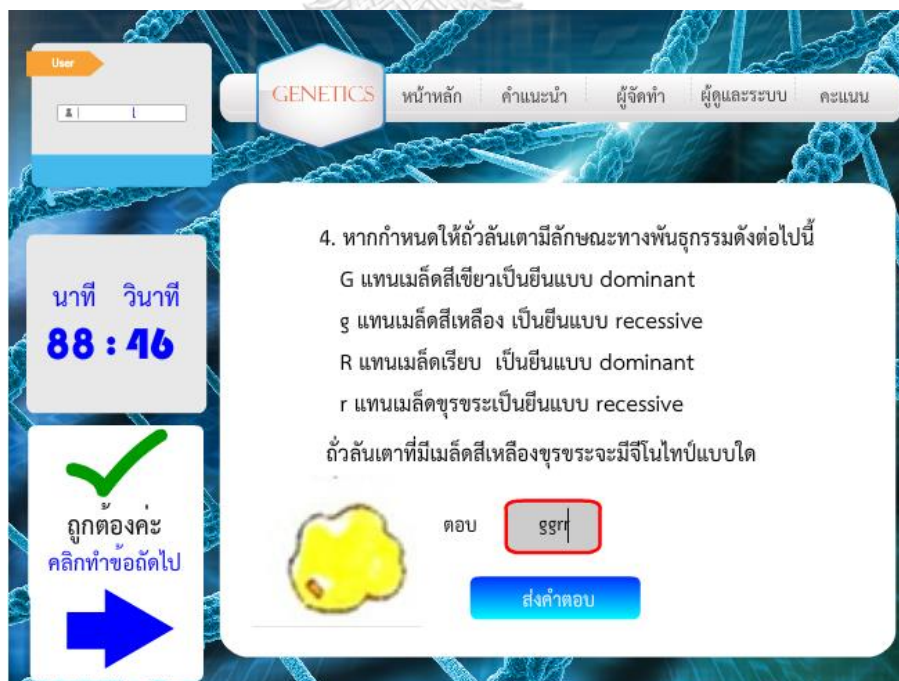 User
GENETICS หน้าหลัก คำแนะนำ ผู้จัดทำ ผู้ดูและระบบ คะแนน
นาที วินาที
88 : 46
ถูกต้องค่ะ
คลิกทำข้อถัดไป
4. หากกำหนดให้ถั่วลันเตามีลักษณะทางพันธุกรรมดังต่อไปนี้
G แทนเมล็ดสีเขียวเป็นยีนแบบ dominant
g แทนเมล็ดสีเหลือง เป็นยีนแบบ recessive
R แทนเมล็ดเรียบ เป็นยีนแบบ dominant
r แทนเมล็ดขุรขระเป็นยีนแบบ recessive
ถั่วลันเตาที่มีเมล็ดสีเหลืองขุรขระจะมีจีโนไทป์แบบใด
ตอบ ggrr
ส่งคำตอบ